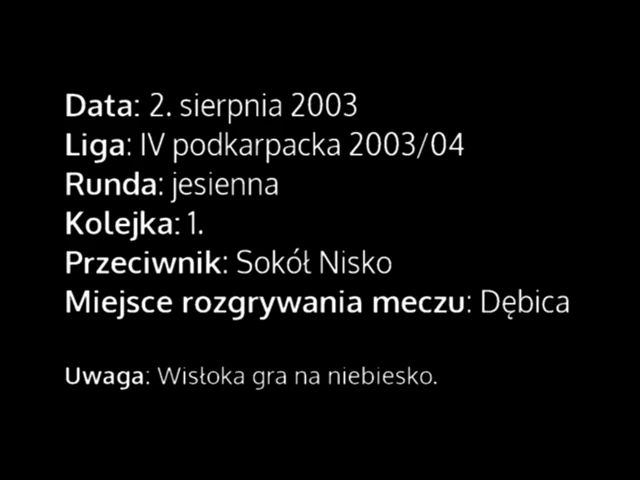 Data: 2. sierpnia 2003
Liga: IV podkarpacka 2003/04
Runda: jesienna
Kolejka: 1.
Przeciwnik: Sokół Nisko
Miejsce rozgrywania meczu: Dębica
Uwaga: Wisłoka gra na niebiesko.